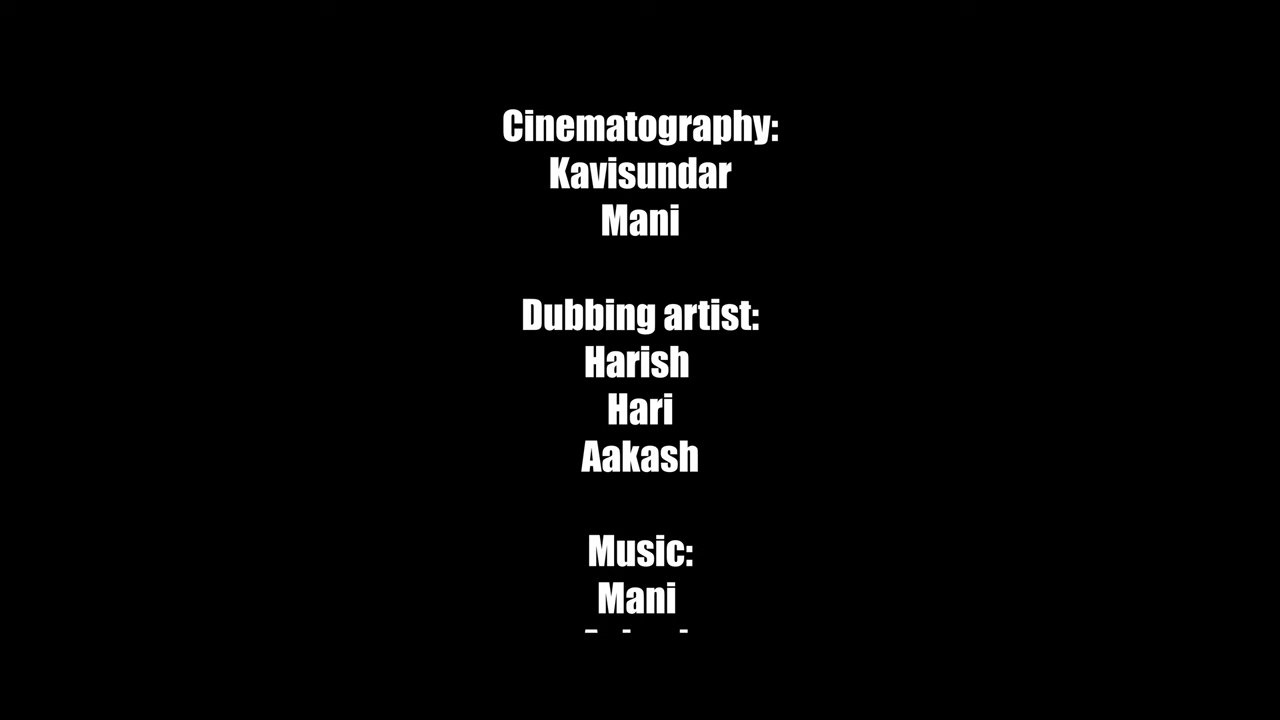 Cinematography:
Kavisundar
Mani
Dubbing artist:
Harish
Hari
Aakash
Music:
Mani